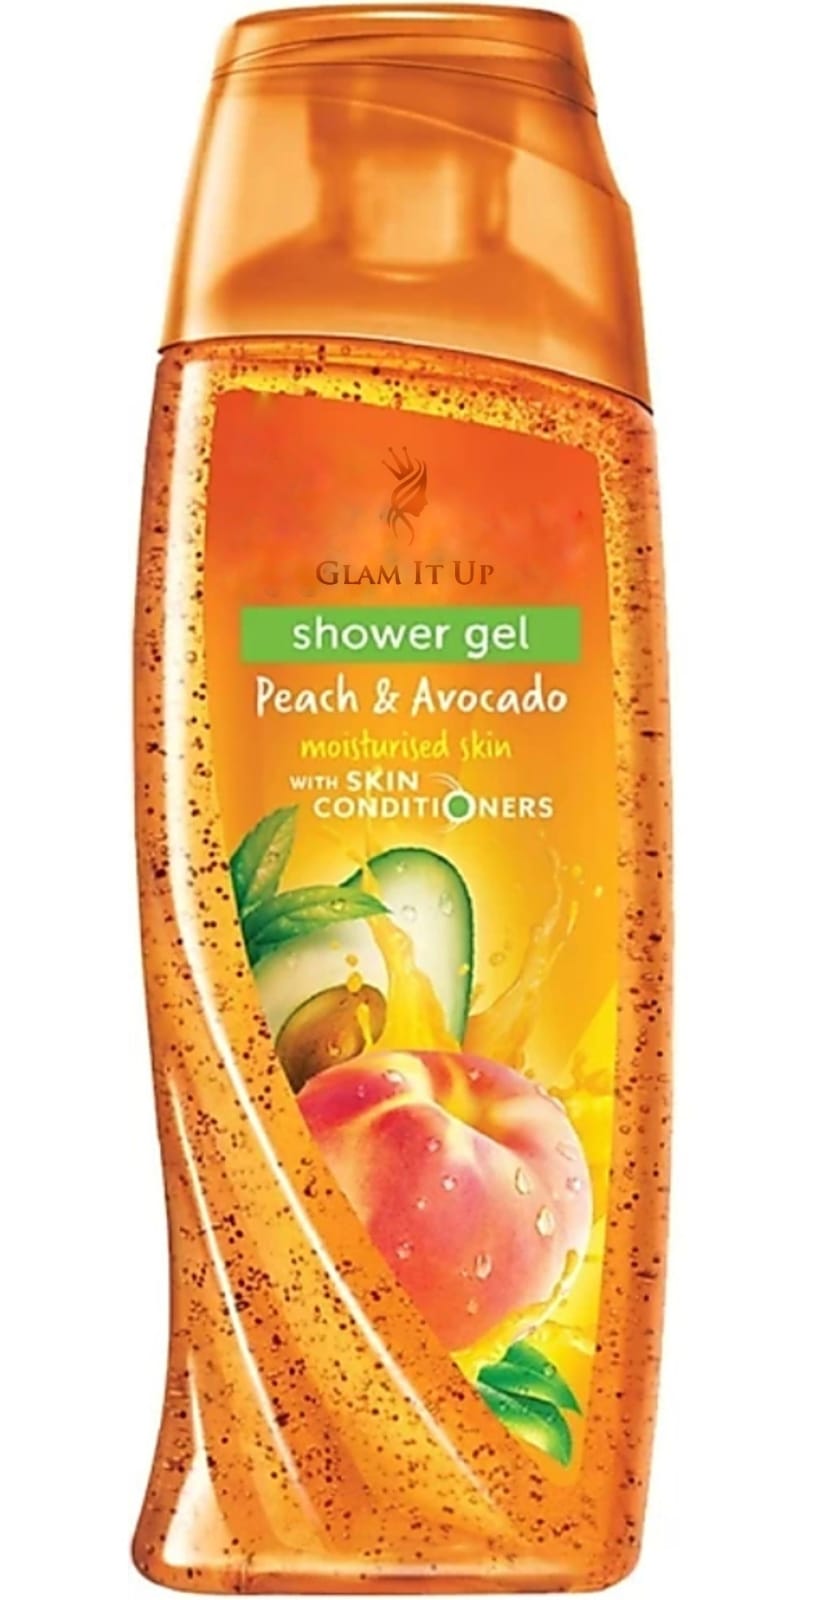 GLAM IT UP
shower gel
Peach & Avocado
moisturised skin
WITH SKIN
CONDITIONERS